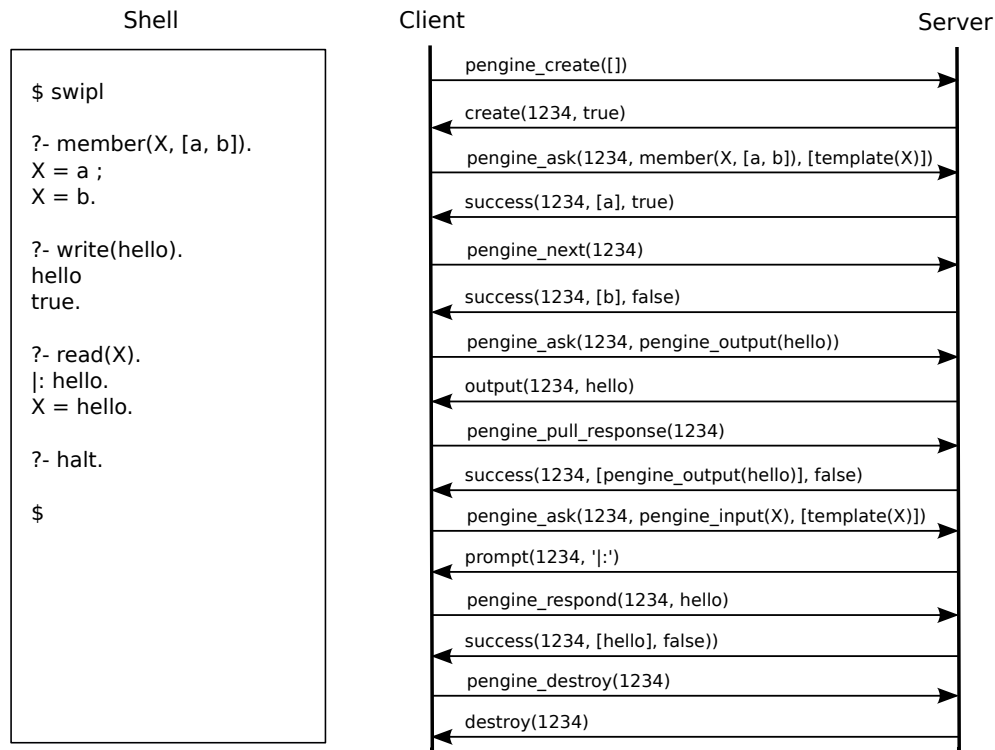 Shell
$ swipl
?- member(X, [a, b]).
X = a ;
X = b.
?- write(hello).
hello
true.
?- read(X).
|: hello.
X = hello.
?- halt.
$
Client
Server
pengine_create([])
create(1234, true)
pengine_ask(1234, member(X, [a, b]), [template(X)])
success(1234, [a], true)
pengine_next(1234)
success(1234, [b], false)
pengine_ask(1234, pengine_output(hello))
output(1234, hello)
pengine_pull_response(1234)
success(1234, [pengine_output(hello)], false)
pengine_ask(1234, pengine_input(X), [template(X)])
prompt(1234, '|:')
pengine_respond(1234, hello)
success(1234, [hello], false))
pengine_destroy(1234)
destroy(1234)